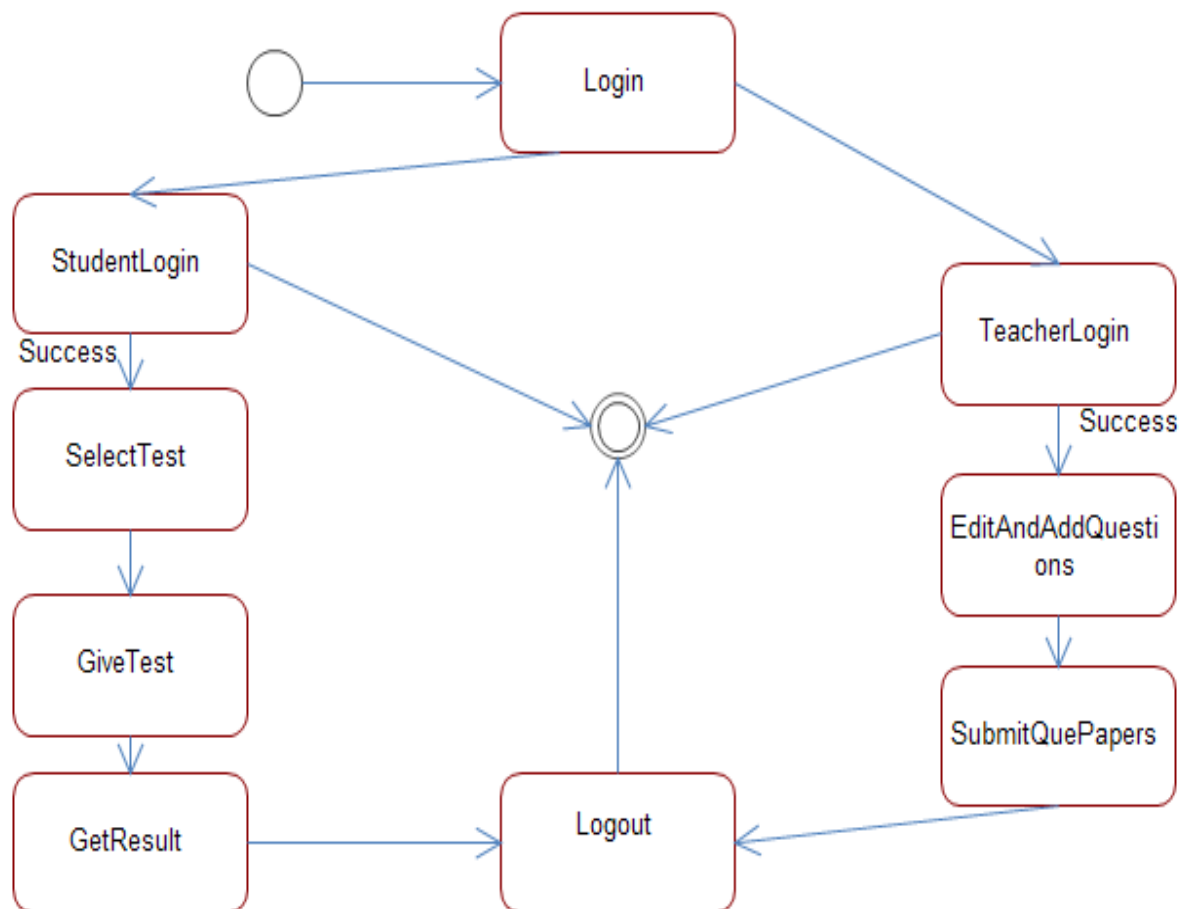 Login
StudentLogin
TeacherLogin
Success
Success
SelectTest
EditAndAddQuesti
ons
GiveTest
SubmitQuePapers
GetResult
Logout